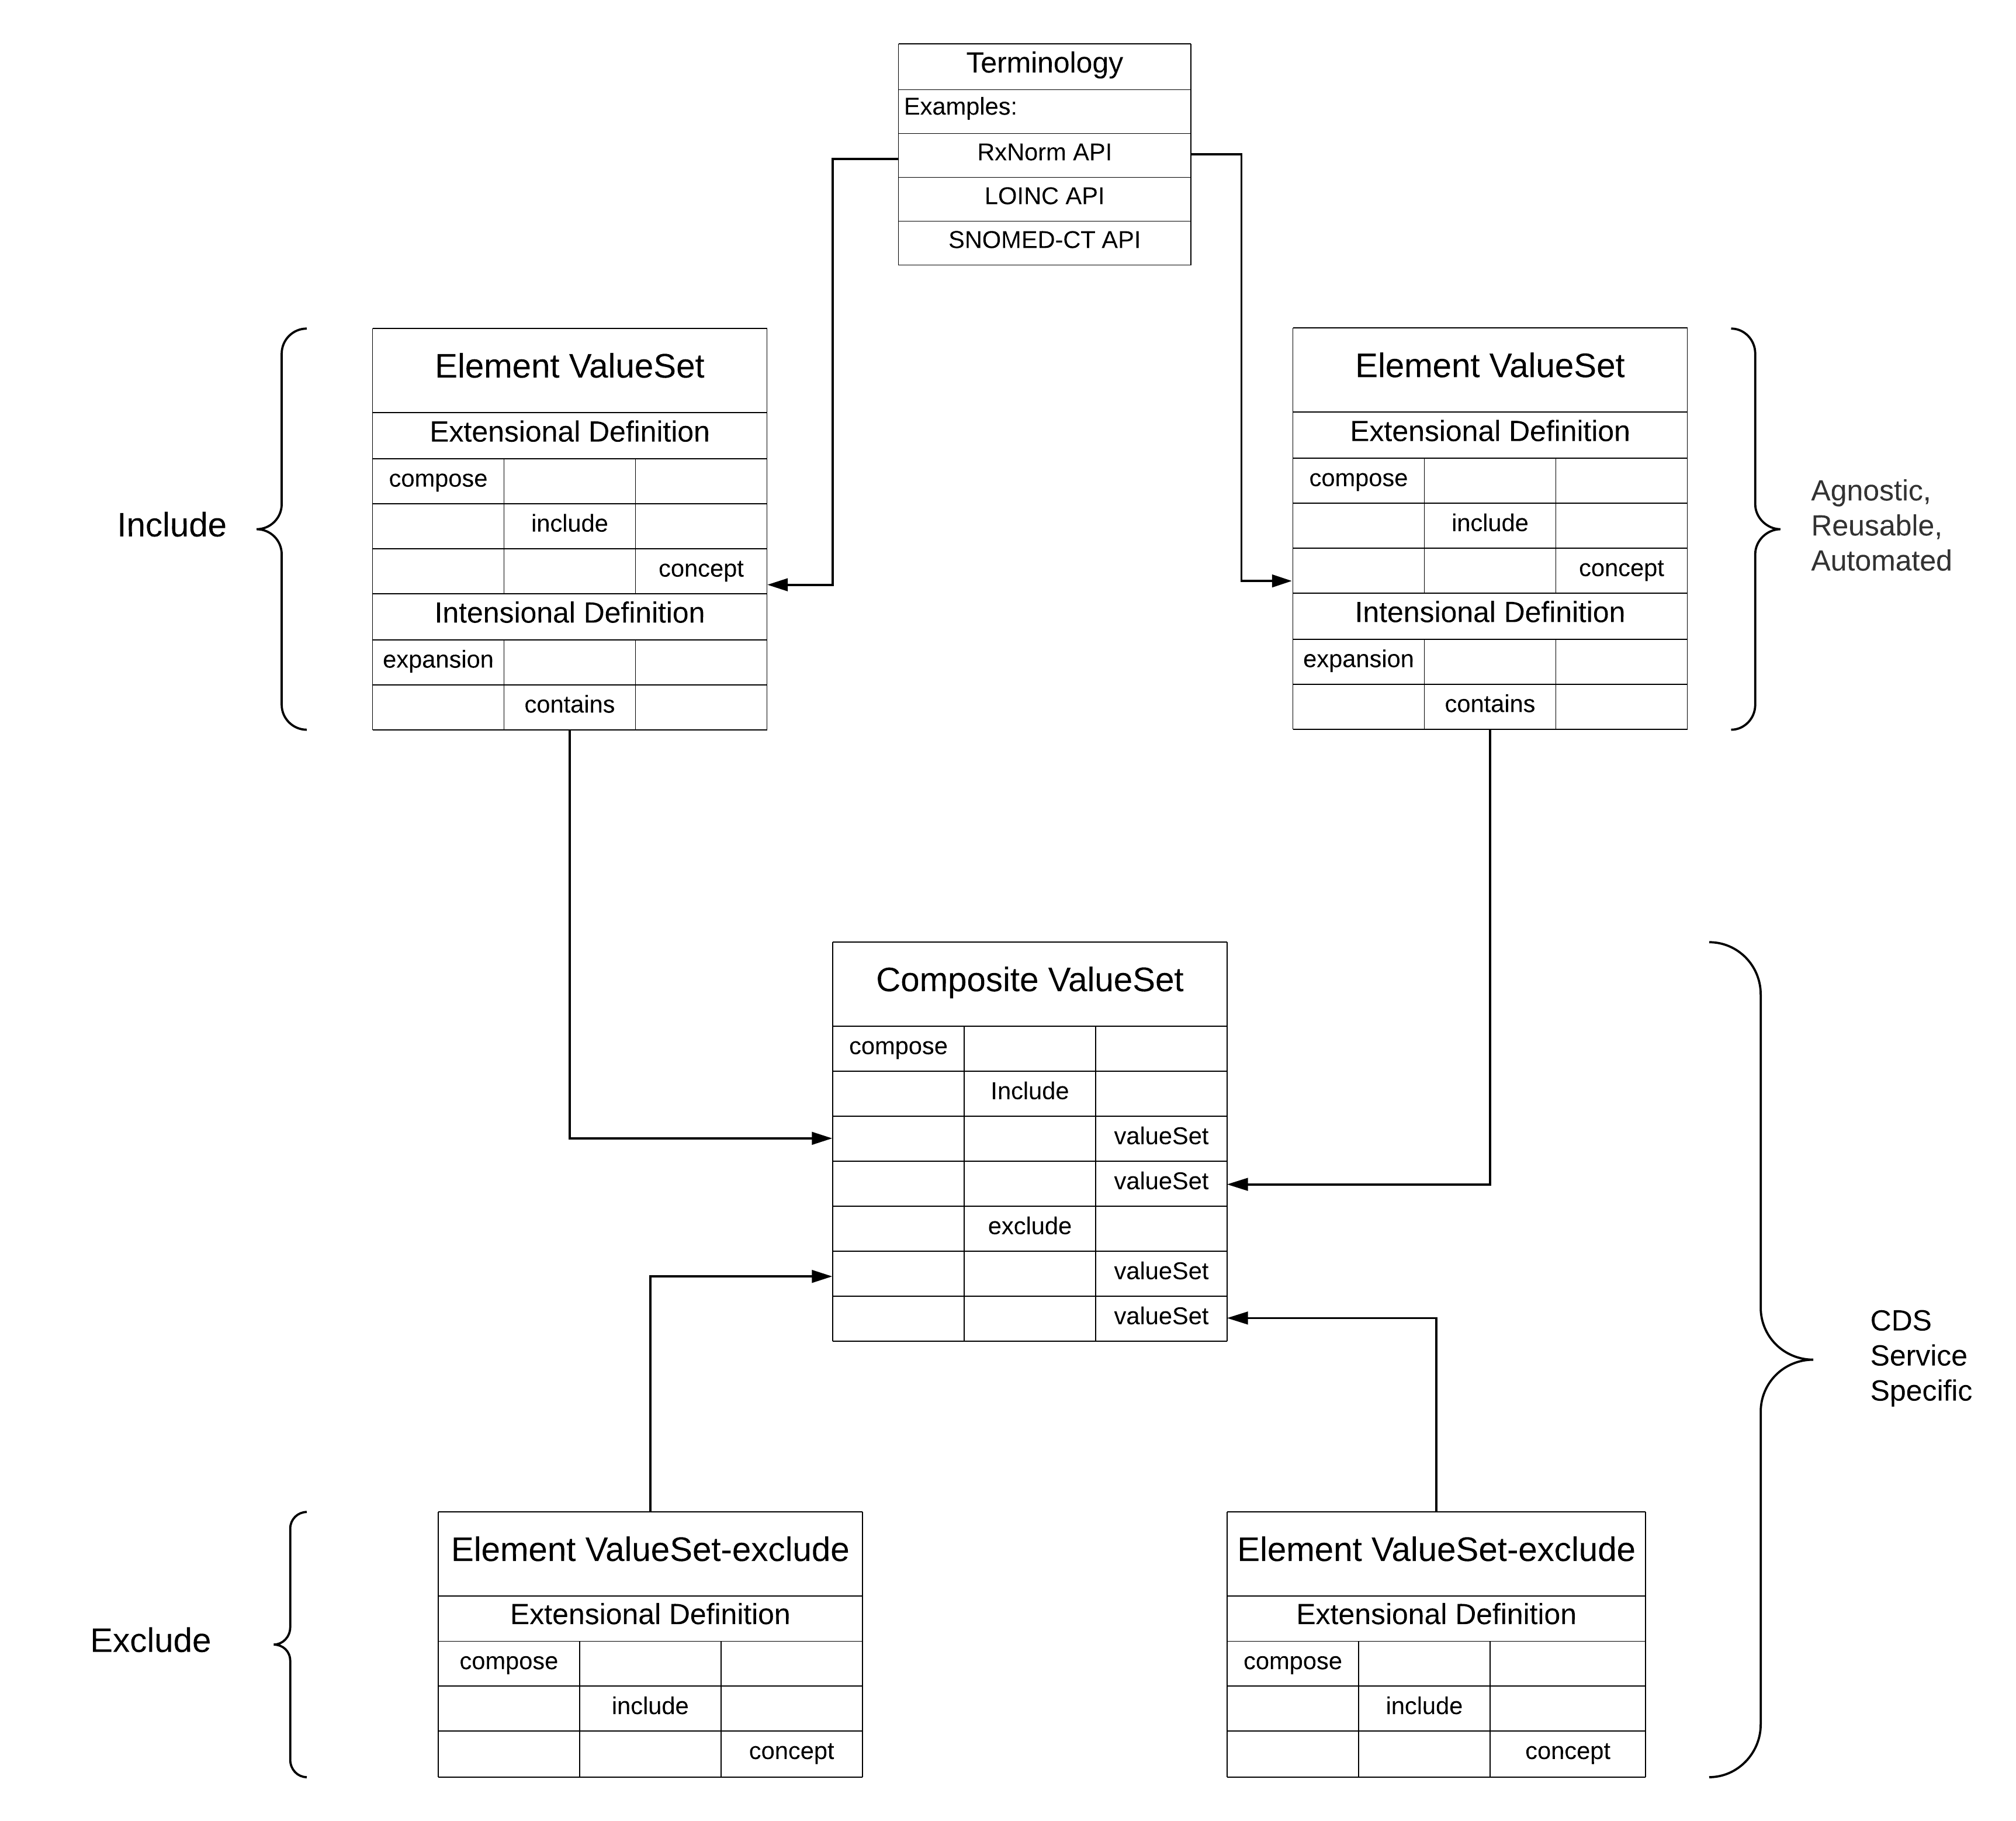 Terminology
Examples:
RxNorm API
LOINC API
SNOMED-CT API
Include
Element ValueSet
Extensional Definition
compose
include
concept
Intensional Definition
expansion
contains
Element ValueSet
Extensional Definition
compose
include
concept
Intensional Definition
expansion
contains
Agnostic,
Reusable,
Automated
Composite ValueSet
compose
Include
valueSet
valueSet
exclude
valueSet
valueSet
CDS
Service
Specific
Exclude
Element ValueSet-exclude
Extensional Definition
compose
include
concept
Element ValueSet-exclude
Extensional Definition
compose
include
concept